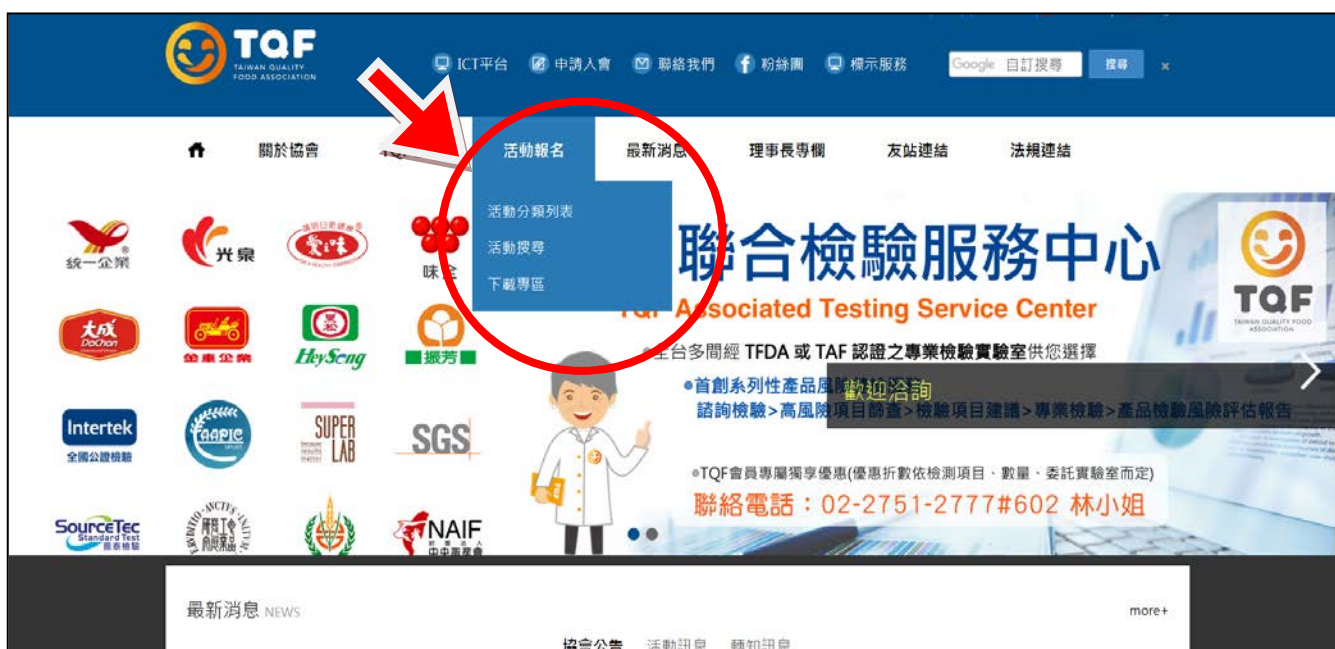 TQF
TAIWAN QUALITY
FOOD ASSOCIATION
ICT平台 申請入會 聯絡我們 粉絲團 標示服務 Google 自訂搜尋 搜尋 ×
關於協會 活動報名 最新消息 理事長專欄 友站連結 法規連結
活動分類列表
活動搜尋
下載專區
統一企業
光泉
愛之味
味全
大成
DaChan
金車企業
黑松
HeySong
振芳
Intertek
全國公證檢驗
AAPIC
SUPER
LAB
SGS
SourceTec
Standard Test
NAIF
聯合檢驗服務中心
TQF Associated Testing Service Center
全台多間經 TFDA 或 TAF 認證之專業檢驗實驗室供您選擇
首創系列性產品風
歡迎洽詢
諮詢檢驗>高風險項目篩查>檢驗項目建議>專業檢驗>產品檢驗風險評估報告
TQF會員專屬獨享優惠(優惠折數依檢測項目、數量、委託實驗室而定)
聯絡電話：02-2751-2777#602 林小姐
TQF
TAIWAN QUALITY FOOD
ASSOCIATION
TQF
最新消息 NEWS more+
協會公告 活動訊息 轉知訊息